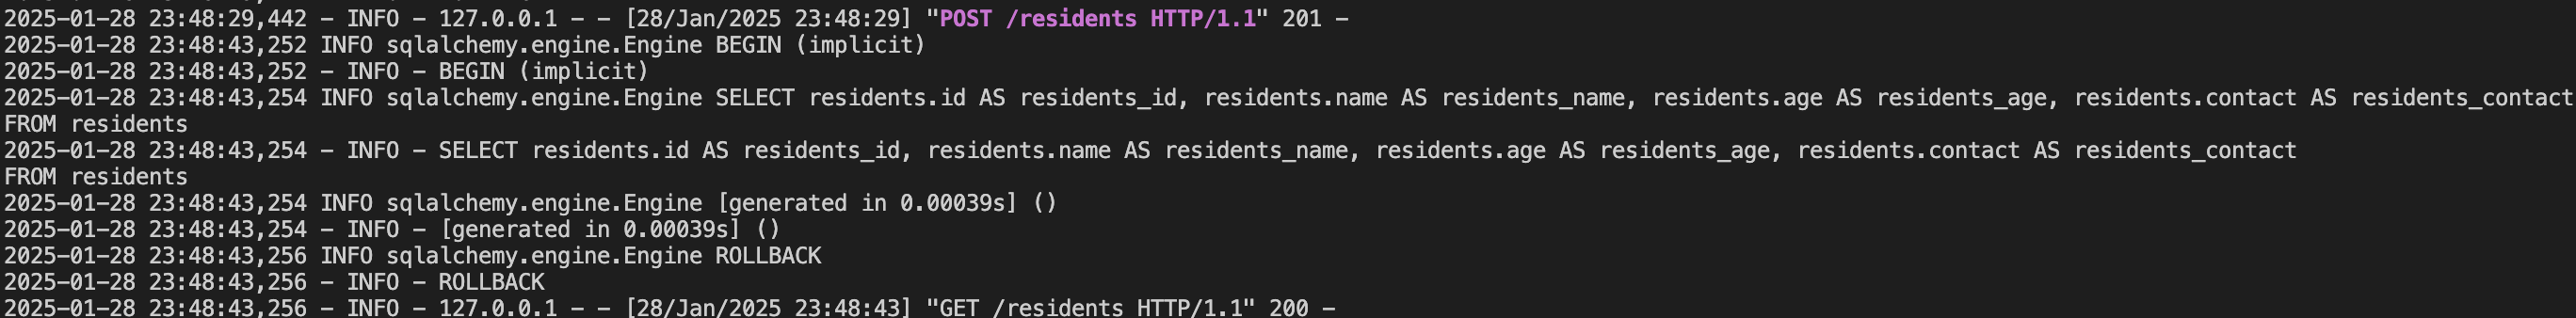 2025-01-28 23:48:29,442 - INFO - 127.0.0.1 - - [28/Jan/2025 23:48:29] "POST /residents HTTP/1.1" 201 -
2025-01-28 23:48:43,252 INFO sqlalchemy.engine.Engine BEGIN (implicit)
2025-01-28 23:48:43,252 - INFO - BEGIN (implicit)
2025-01-28 23:48:43,254 INFO sqlalchemy.engine.Engine SELECT residents.id AS residents_id, residents.name AS residents_name, residents.age AS residents_age, residents.contact AS residents_contact
FROM residents
2025-01-28 23:48:43,254 - INFO - SELECT residents.id AS residents_id, residents.name AS residents_name, residents.age AS residents_age, residents.contact AS residents_contact
FROM residents
2025-01-28 23:48:43,254 INFO sqlalchemy.engine.Engine [generated in 0.00039s] ()
2025-01-28 23:48:43,254 - INFO - [generated in 0.00039s] ()
2025-01-28 23:48:43,256 INFO sqlalchemy.engine.Engine ROLLBACK
2025-01-28 23:48:43,256 - INFO - ROLLBACK
2025-01-28 23:48:43,256 - INFO - 127.0.0.1 - - [28/Jan/2025 23:48:43] "GET /residents HTTP/1.1" 200 -